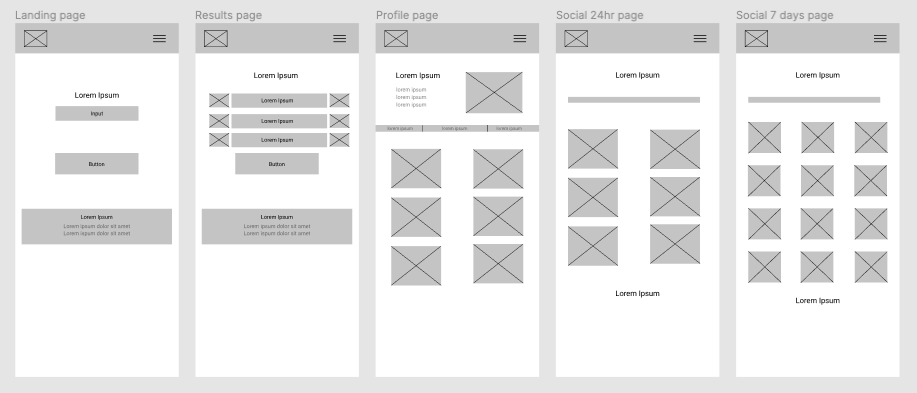 Landing page
Lorem Ipsum
Input
Button
Lorem Ipsum
Lorem ipsum dolor sit amet
Lorem ispum dolor sit amet
Results page
Lorem Ipsum
Lorem Ipsum
Lorem Ipsum
Lorem Ipsum
Button
Lorem Ipsum
Lorem ipsum dolor sit amet
Lorem ispum dolor sit amet
Profile page
Lorem Ipsum
lorem ipsum
lorem ipsum
lorem ipsum
lorem ipsum lorem ipsum lorem ipsum
Social 24hr page
Lorem Ipsum
Lorem Ipsum
Social 7 days page
Lorem Ipsum
Lorem Ipsum